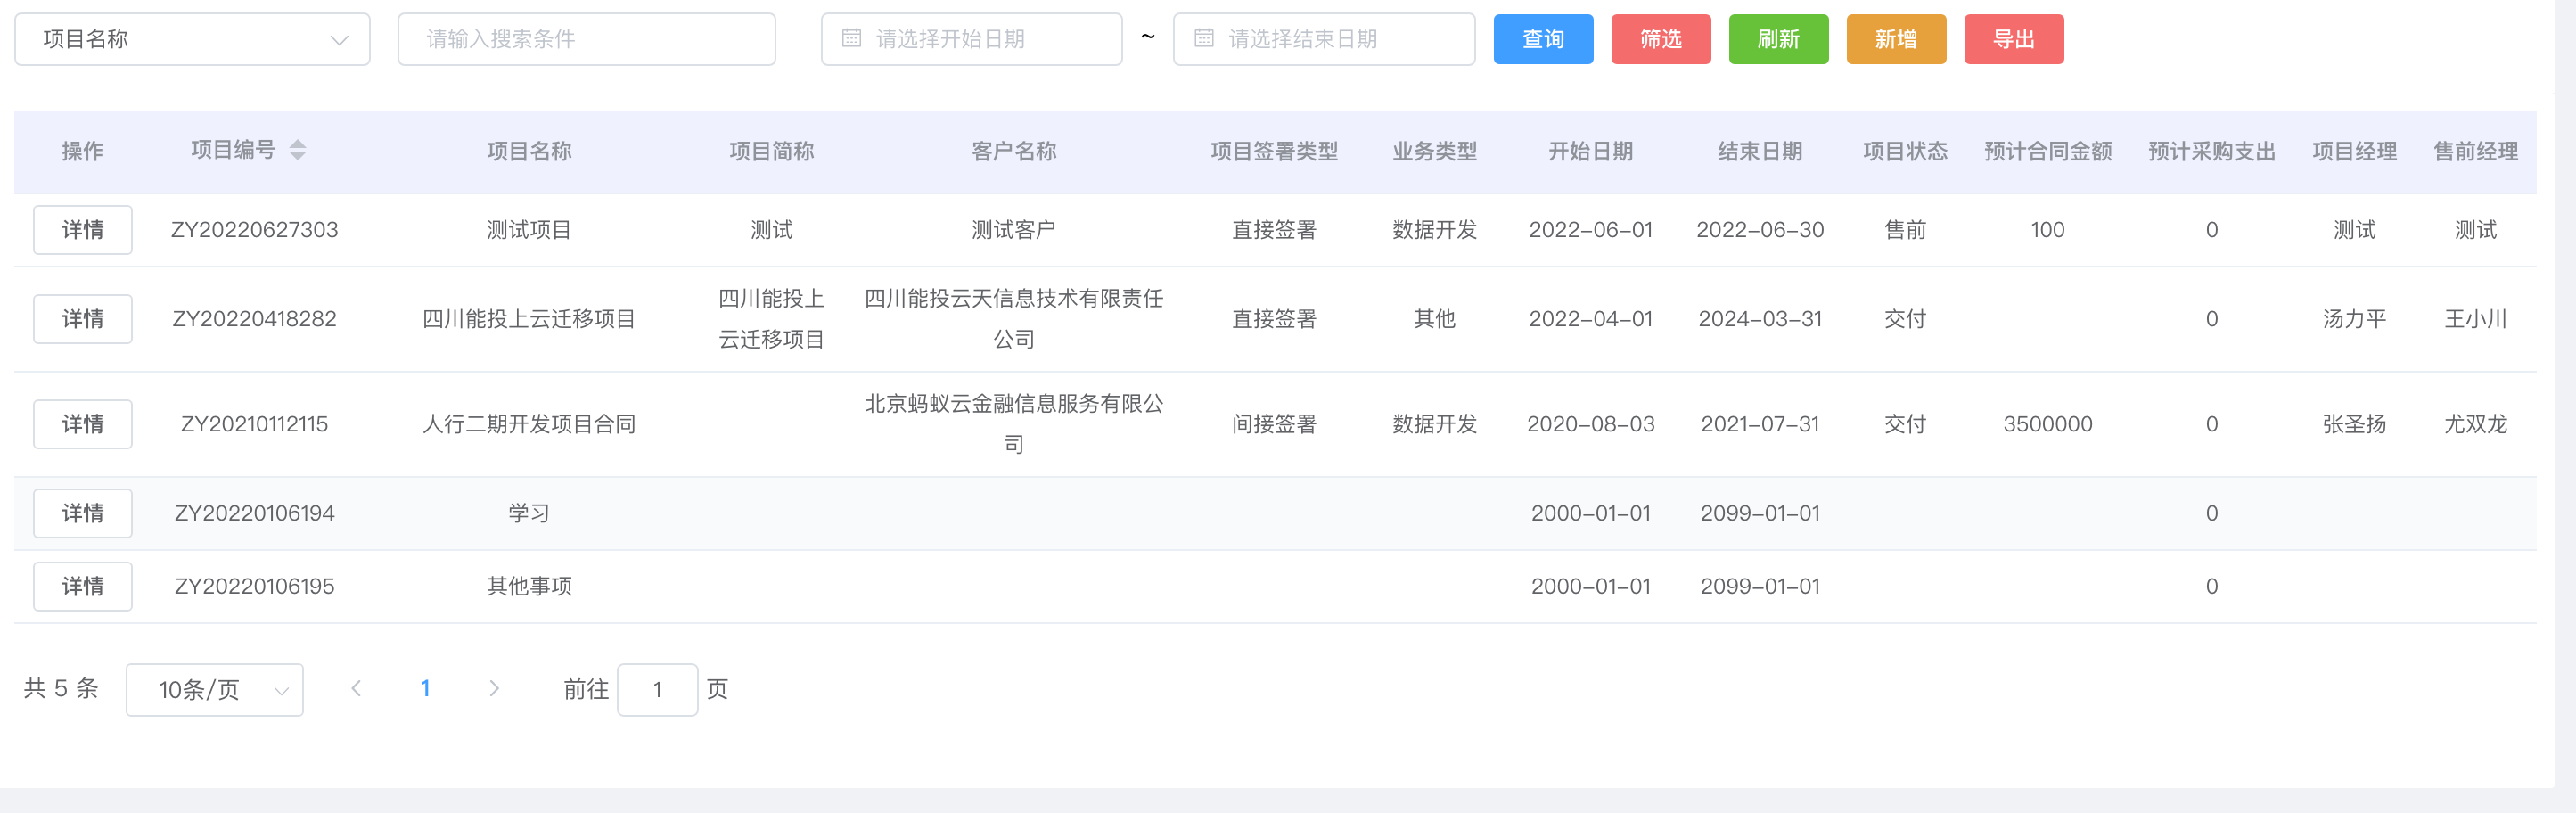 项目名称 请输入搜索条件 请选择开始日期 ~ 请选择结束日期 查询 筛选 刷新 新增 导出
操作 项目编号 项目名称 项目简称 客户名称 项目签署类型 业务类型 开始日期 结束日期 项目状态 预计合同金额 预计采购支出 项目经理 售前经理
详情 ZY20220627303 测试项目 测试 测试客户 直接签署 数据开发 2022-06-01 2022-06-30 售前 100 0 测试 测试
四川能投上 四川能投云天信息技术有限责任
详情 ZY20220418282 四川能投上云迁移项目 直接签署 其他 2022-04-01 2024-03-31 交付 0 汤力平 王小川
云迁移项目 公司
北京蚂蚁云金融信息服务有限公
详情 ZY20210112115 人行二期开发项目合同 间接签署 数据开发 2020-08-03 2021-07-31 交付 3500000 0 张圣扬 尤双龙
司
详情 ZY20220106194 学习 2000-01-01 2099-01-01 0
详情 ZY20220106195 其他事项 2000-01-01 2099-01-01 0
共 5 条 10条/页 1 前往 1 页